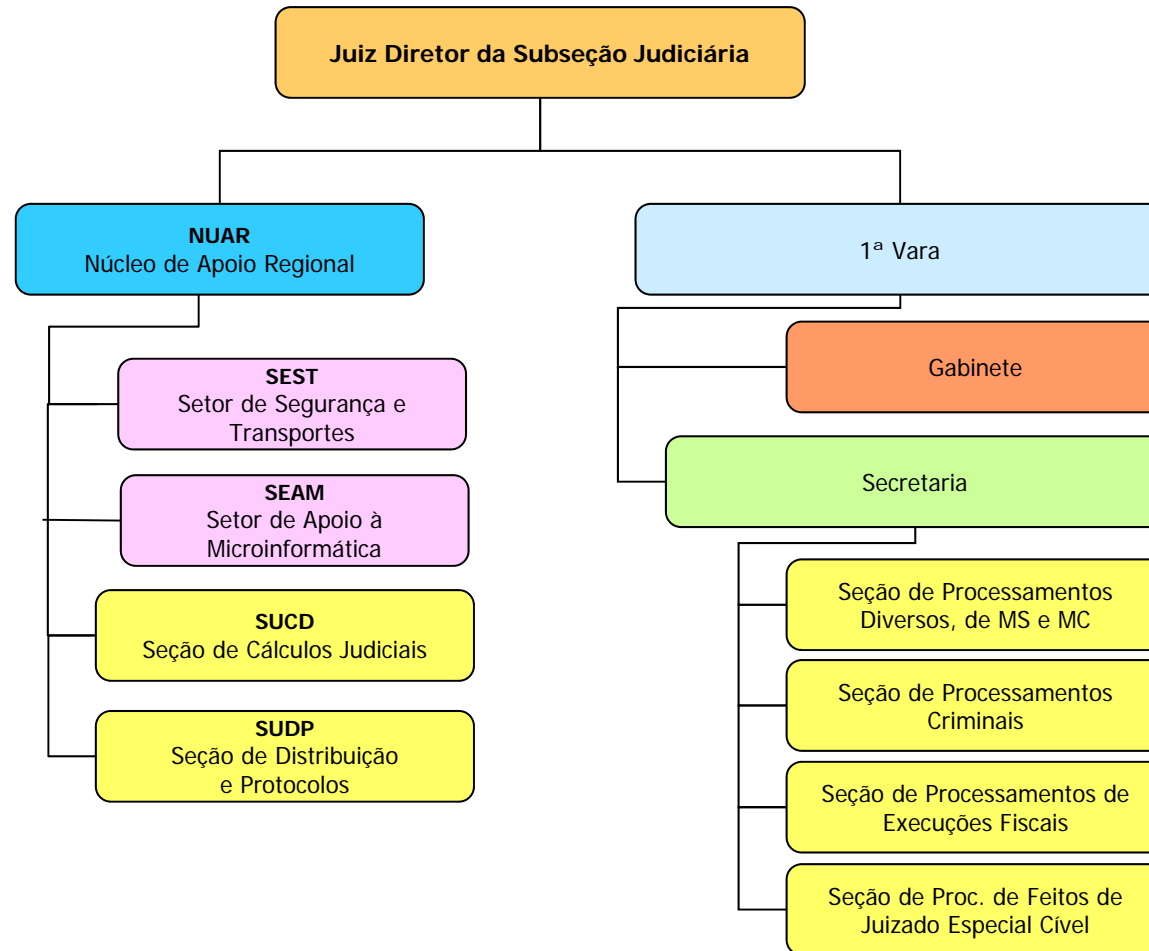 Juiz Diretor da Subseção Judiciária
NUAR
Núcleo de Apoio Regional
SEST
Setor de Segurança e
Transportes
SEAM
Setor de Apoio à
Microinformática
SUCD
Seção de Cálculos Judiciais
SUDP
Seção de Distribuição
e Protocolos
1ª Vara
Gabinete
Secretaria
Seção de Processamentos
Diversos, de MS e MC
Seção de Processamentos
Criminais
Seção de Processamentos de
Execuções Fiscais
Seção de Proc. de Feitos de
Juizado Especial Cível